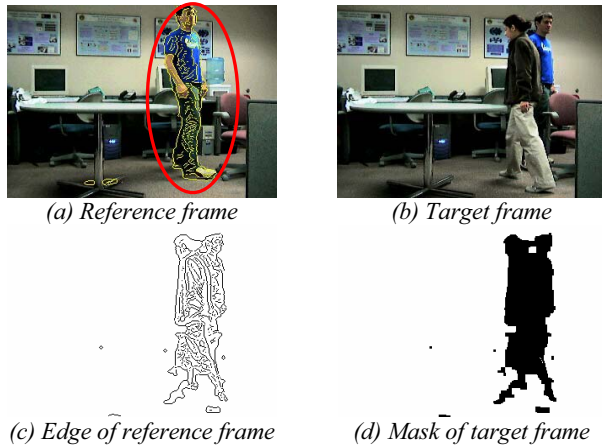 (a) Reference frame
(b) Target frame
(c) Edge of reference frame
(d) Mask of target frame